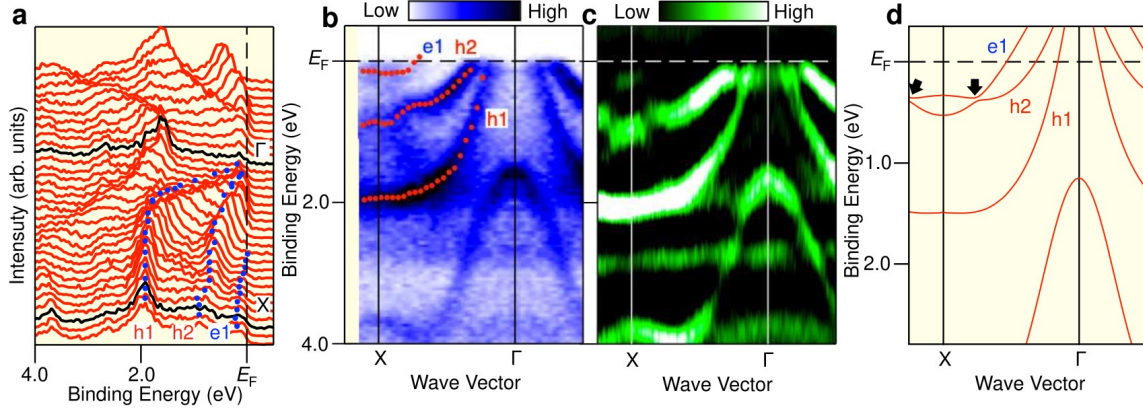 a
Intensuty (arb. units)
Γ
X
h1
h2
e1
4.0
2.0
E_F
Binding Energy (eV)
b
Low
High
e1
h2
E_F
h1
2.0
4.0
Binding Energy (eV)
X
Γ
Wave Vector
c
Low
High
X
Γ
Wave Vector
d
e1
E_F
h2
h1
1.0
2.0
Binding Energy (eV)
X
Γ
Wave Vector